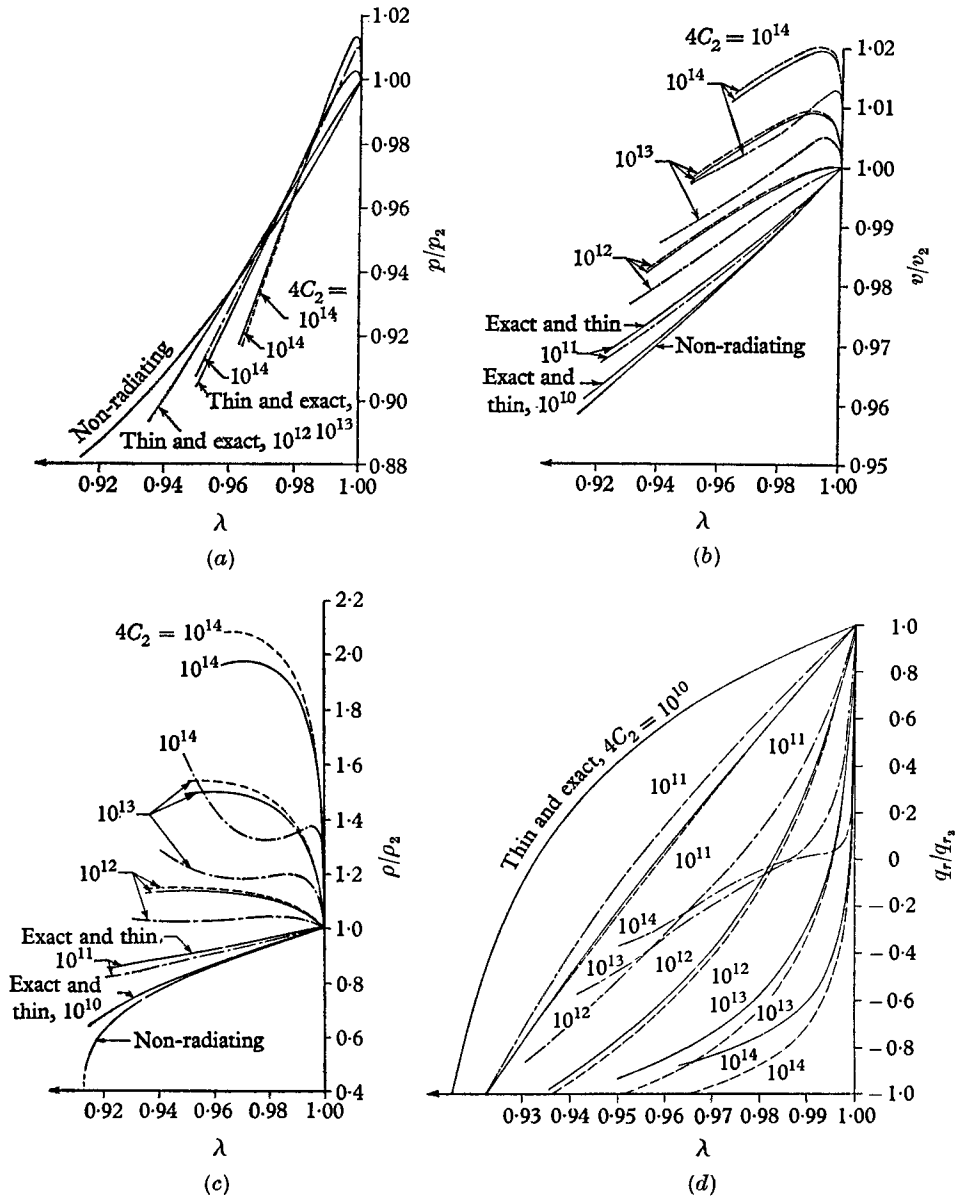 1·02
1·00
0·98
0·96
0·94
0·92
0·90
0·88
p/p₂
4C₂ =
10¹⁴
10¹⁴
10¹⁴
Thin and exact,
10¹³
Thin and exact, 10¹²
Non-radiating
0·92 0·94 0·96 0·98 1·00
λ
(a)
4C₂ = 10¹⁴
10¹⁴
10¹³
10¹²
Exact and thin
10¹¹
Exact and
thin, 10¹⁰
Non-radiating
1·02
1·01
1·00
0·99
0·98
0·97
0·96
0·95
v/v₂
0·92 0·94 0·96 0·98 1·00
λ
(b)
4C₂ = 10¹⁴
10¹⁴
10¹⁴
10¹³
10¹²
Exact and thin,
10¹¹
Exact and
thin, 10¹⁰
Non-radiating
2·2
2·0
1·8
1·6
1·4
1·2
1·0
0·8
0·6
0·4
ρ/ρ₂
0·92 0·94 0·96 0·98 1·00
λ
(c)
Thin and exact, 4C₂ = 10¹⁰
10¹¹
10¹¹
10¹¹
10¹⁴
10¹³
10¹²
10¹²
10¹²
10¹³
10¹³
10¹⁴
10¹⁴
1·0
0·8
0·6
0·4
0·2
0
−0·2
−0·4
−0·6
−0·8
−1·0
qᵣ/qᵣ₂
0·93 0·94 0·95 0·96 0·97 0·98 0·99 1·00
λ
(d)